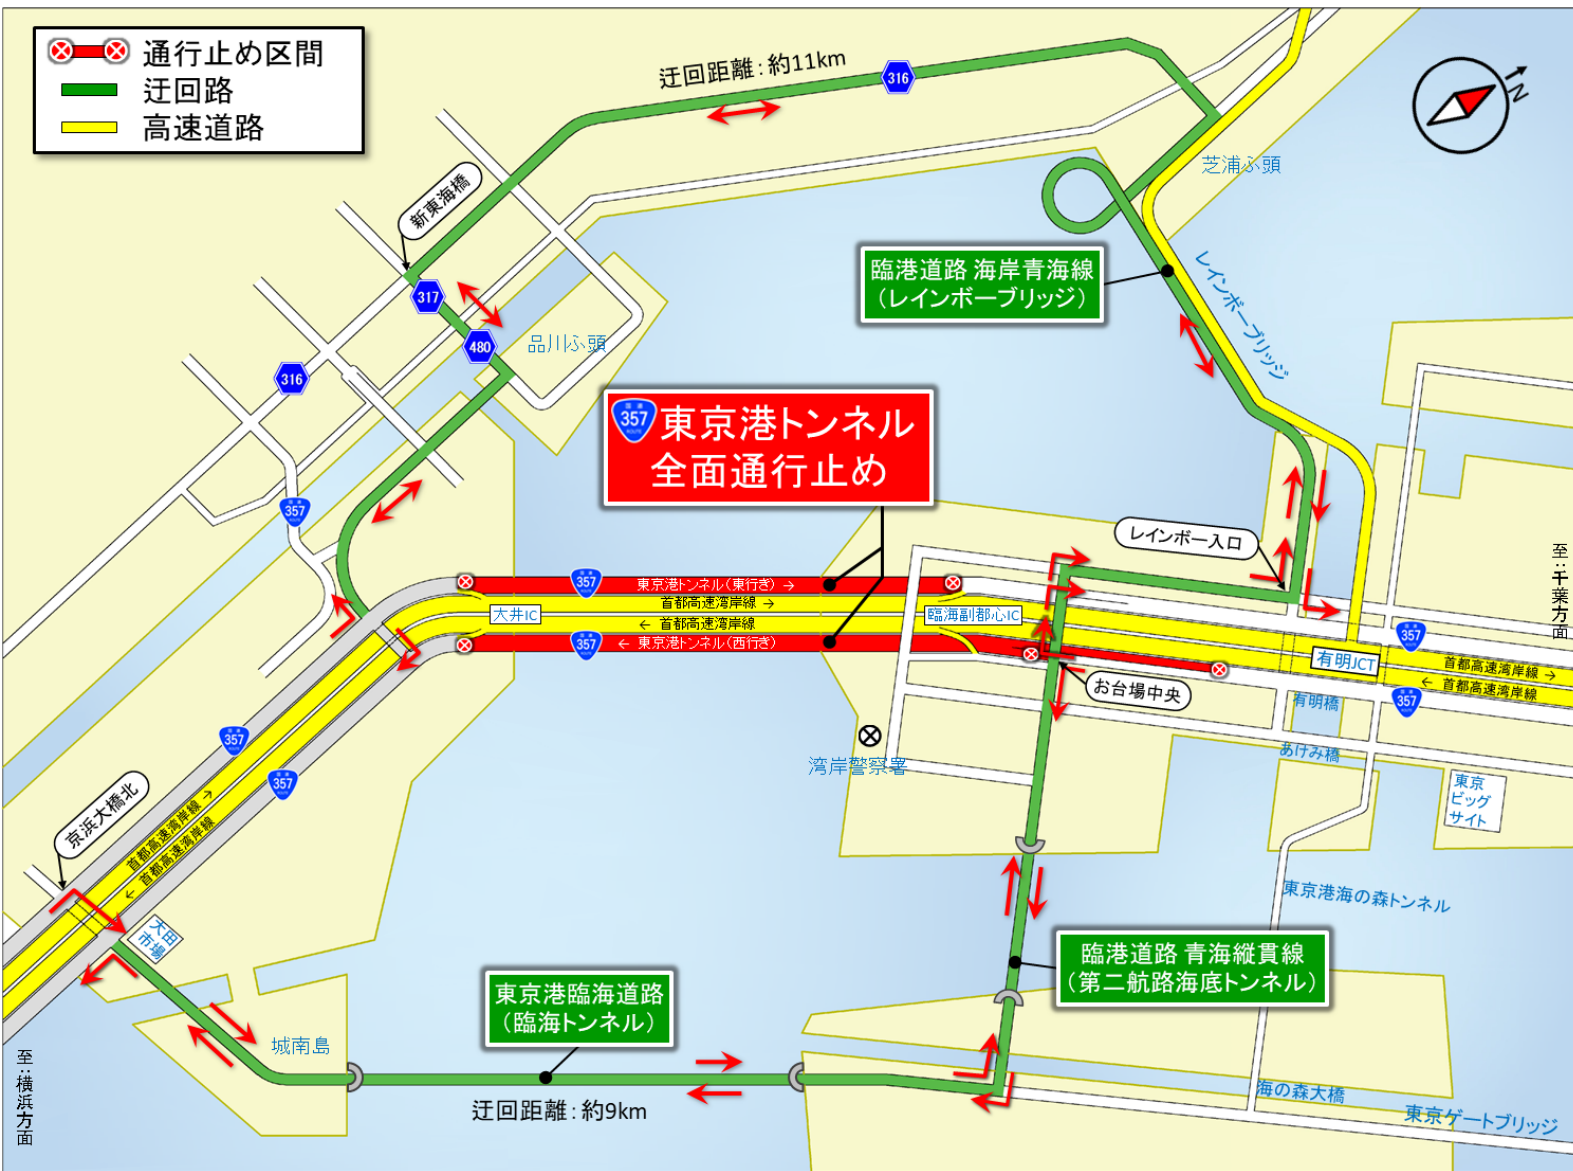 通行止め区間
迂回路
高速道路
迂回距離：約11km
316
N
芝浦ふ頭
新東海橋
臨港道路 海岸青海線
（レインボーブリッジ）
レインボーブリッジ
317
480
品川ふ頭
316
357
東京港トンネル
全面通行止め
357
レインボー入口
至：千葉方面
357
東京港トンネル（東行き）→
首都高速湾岸線 →
大井IC
臨海副都心IC
← 首都高速湾岸線
357
← 東京港トンネル（西行き）
357
有明JCT
首都高速湾岸線 →
← 首都高速湾岸線
お台場中央
357
有明橋
357
湾岸警察署
あけみ橋
357
東京
ビッグ
サイト
京浜大橋北
首都高速湾岸線 →
← 首都高速湾岸線
東京港海の森トンネル
大田
市場
臨港道路 青海縦貫線
（第二航路海底トンネル）
東京港臨海道路
（臨海トンネル）
城南島
至：横浜方面
海の森大橋
迂回距離：約9km
東京ゲートブリッジ